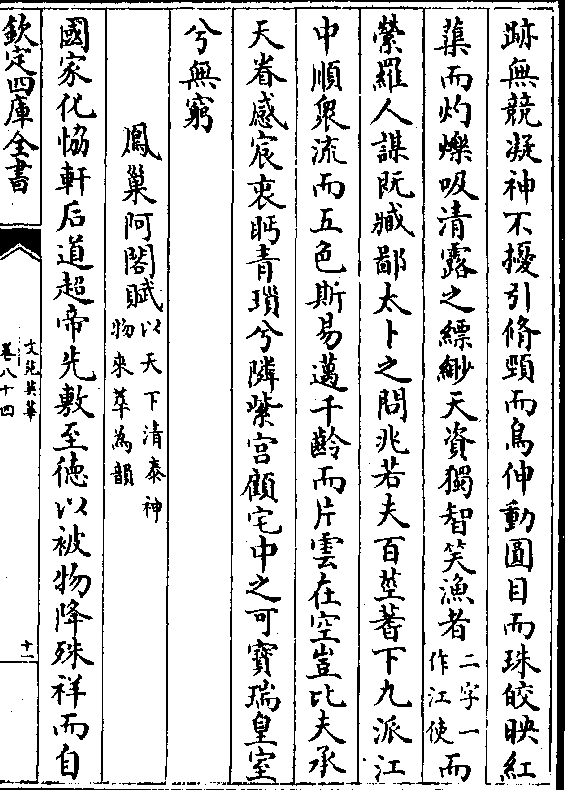 跡無競凝神不擾引脩頸而鳥伸動圓目而珠皎映紅
蕖而灼爍吸清露之縹緲天資獨智笑漁者二字一作江使而
縈羅人謀既臧鄙太卜之問兆若夫百莖蓍下九派江
中順衆流而五色斯易邁千齡而片雲在空豈比夫承
天眷感宸衷眄青瑣兮隣紫宫顧宅中之可寶瑞皇室
兮無窮
鳳巢阿閣賦以天下清泰神物來萃為韻
國家化恊軒后道超帝先敷至德以被物降殊祥而自
欽定四庫全書
文苑英華
卷八十四
十一